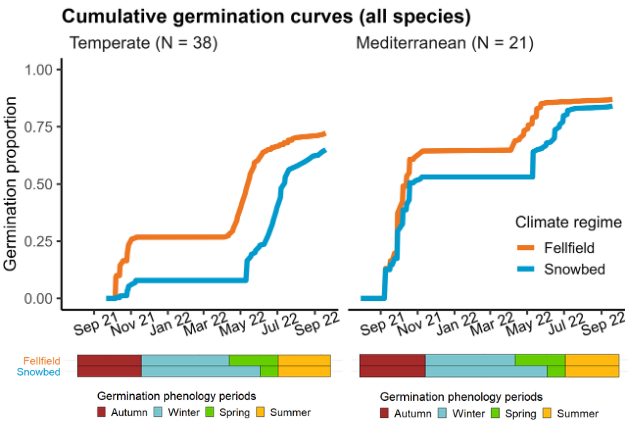 Cumulative germination curves (all species)
Temperate (N = 38)
Mediterranean (N = 21)
Germination proportion
1.00
0.75
0.50
0.25
0.00
Climate regime
Fellfield
Snowbed
Sep 21 Nov 21 Jan 22 Mar 22 May 22 Jul 22 Sep 22
Sep 21 Nov 21 Jan 22 Mar 22 May 22 Jul 22 Sep 22
Fellfield
Snowbed
Germination phenology periods
Autumn Winter Spring Summer
Germination phenology periods
Autumn Winter Spring Summer